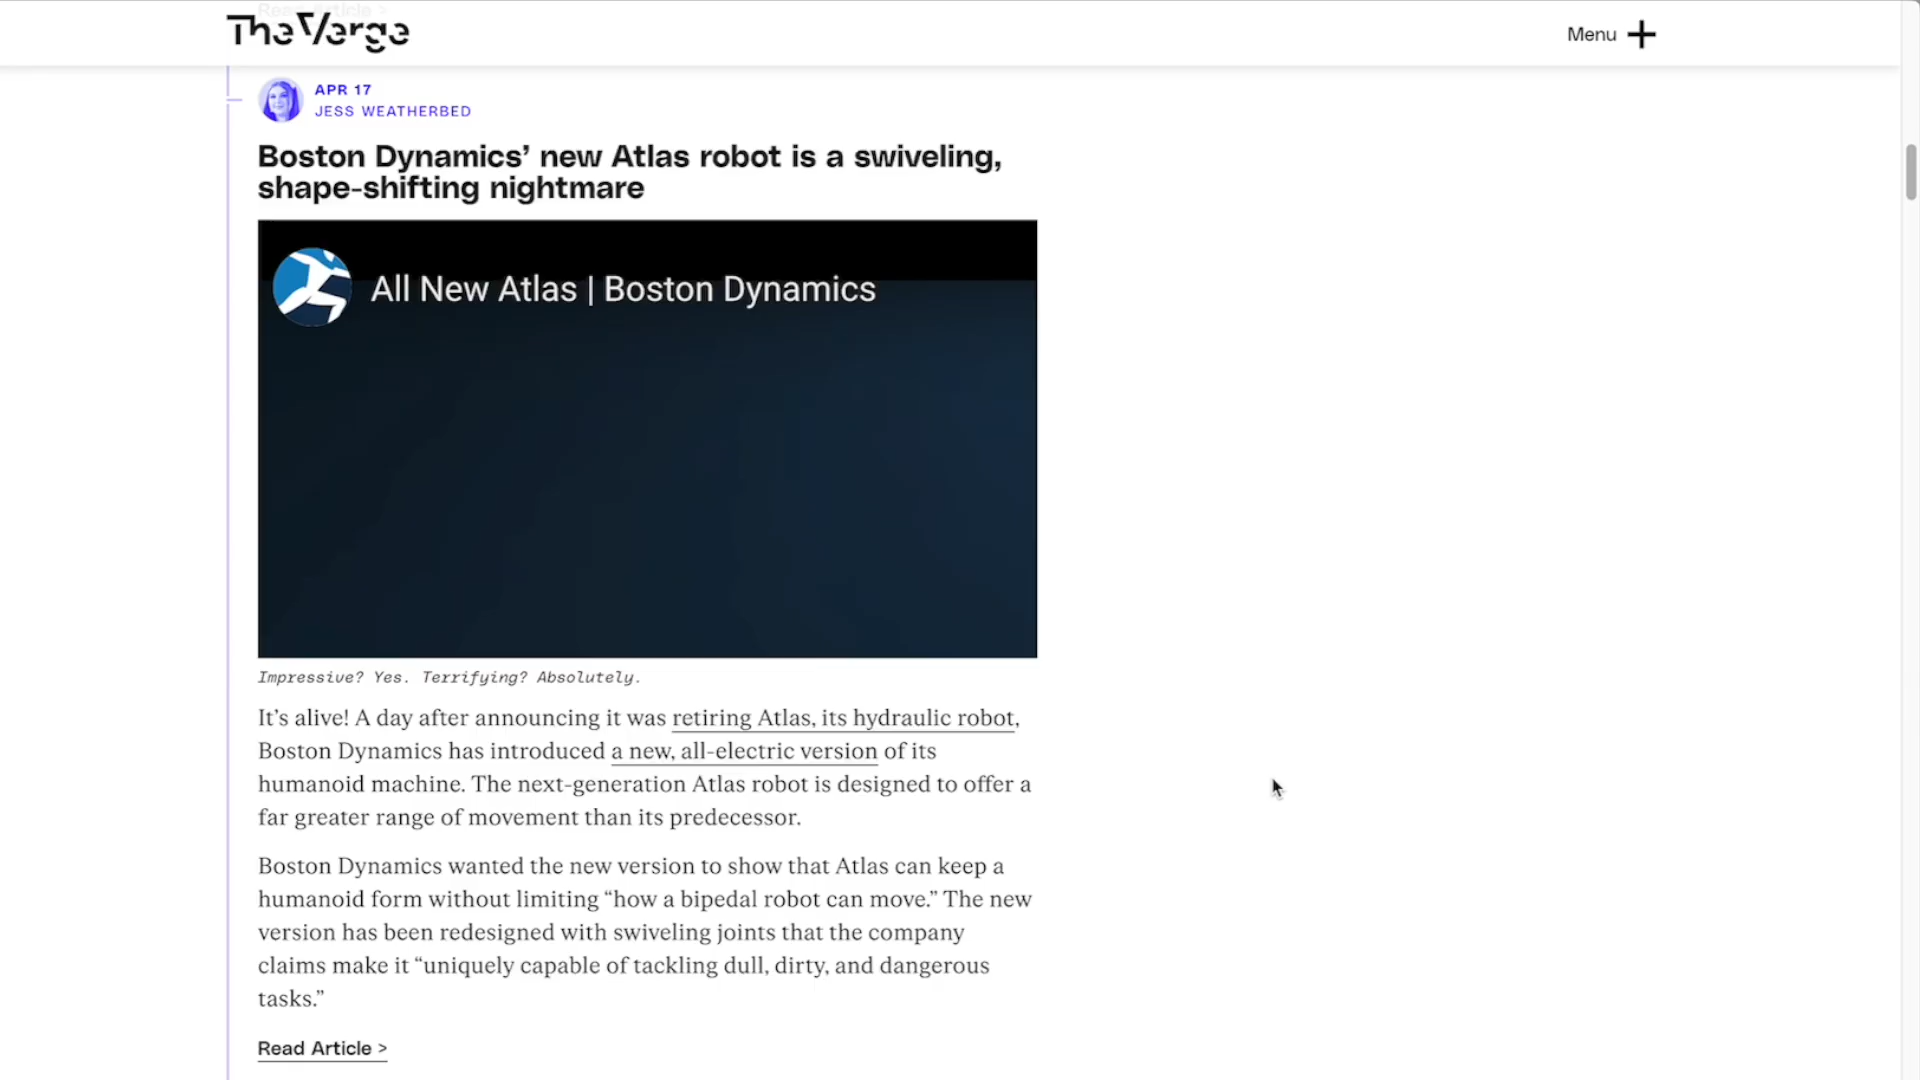 Read Article >
The Verge
Menu
APR 17
JESS WEATHERBED
Boston Dynamics’ new Atlas robot is a swiveling,
shape-shifting nightmare
All New Atlas | Boston Dynamics
Impressive? Yes. Terrifying? Absolutely.
It’s alive! A day after announcing it was retiring Atlas, its hydraulic robot,
Boston Dynamics has introduced a new, all-electric version of its
humanoid machine. The next-generation Atlas robot is designed to offer a
far greater range of movement than its predecessor.
Boston Dynamics wanted the new version to show that Atlas can keep a
humanoid form without limiting “how a bipedal robot can move.” The new
version has been redesigned with swiveling joints that the company
claims make it “uniquely capable of tackling dull, dirty, and dangerous
tasks.”
Read Article >